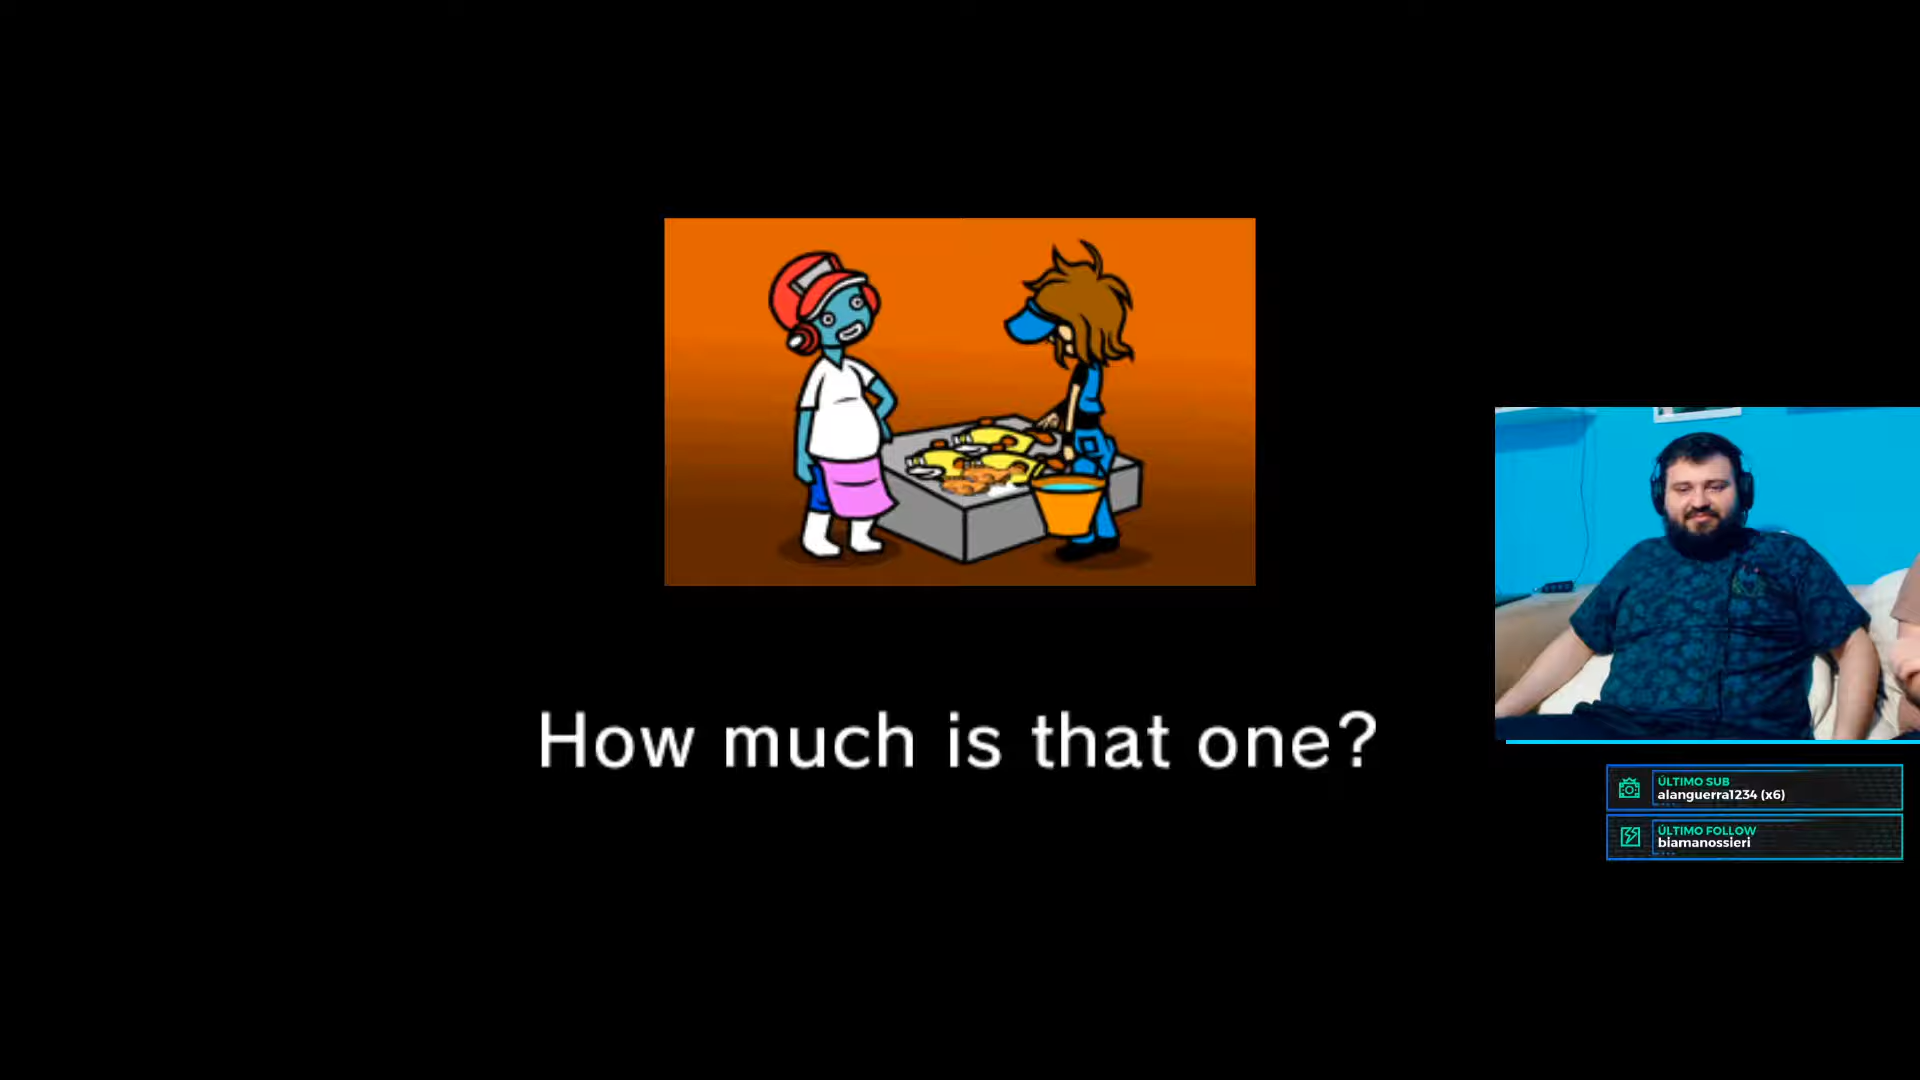 How much is that one?
ÚLTIMO SUB
alanguerra1234 (x6)
ÚLTIMO FOLLOW
biamanossieri